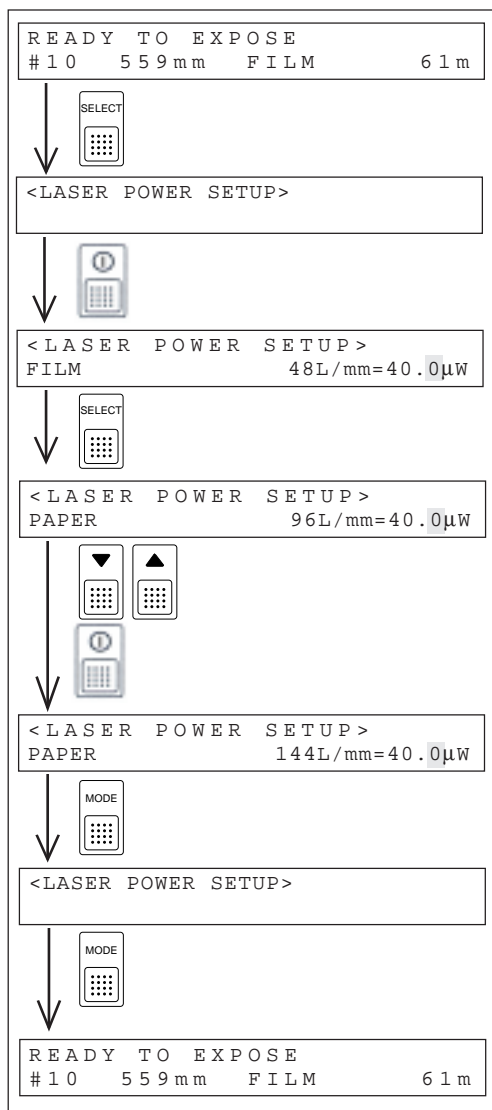 READY TO EXPOSE
#10 559mm FILM 61m
SELECT
<LASER POWER SETUP>
<LASER POWER SETUP>
FILM 48L/mm=40.0µW
SELECT
<LASER POWER SETUP>
PAPER 96L/mm=40.0µW
<LASER POWER SETUP>
PAPER 144L/mm=40.0µW
MODE
<LASER POWER SETUP>
MODE
READY TO EXPOSE
#10 559mm FILM 61m